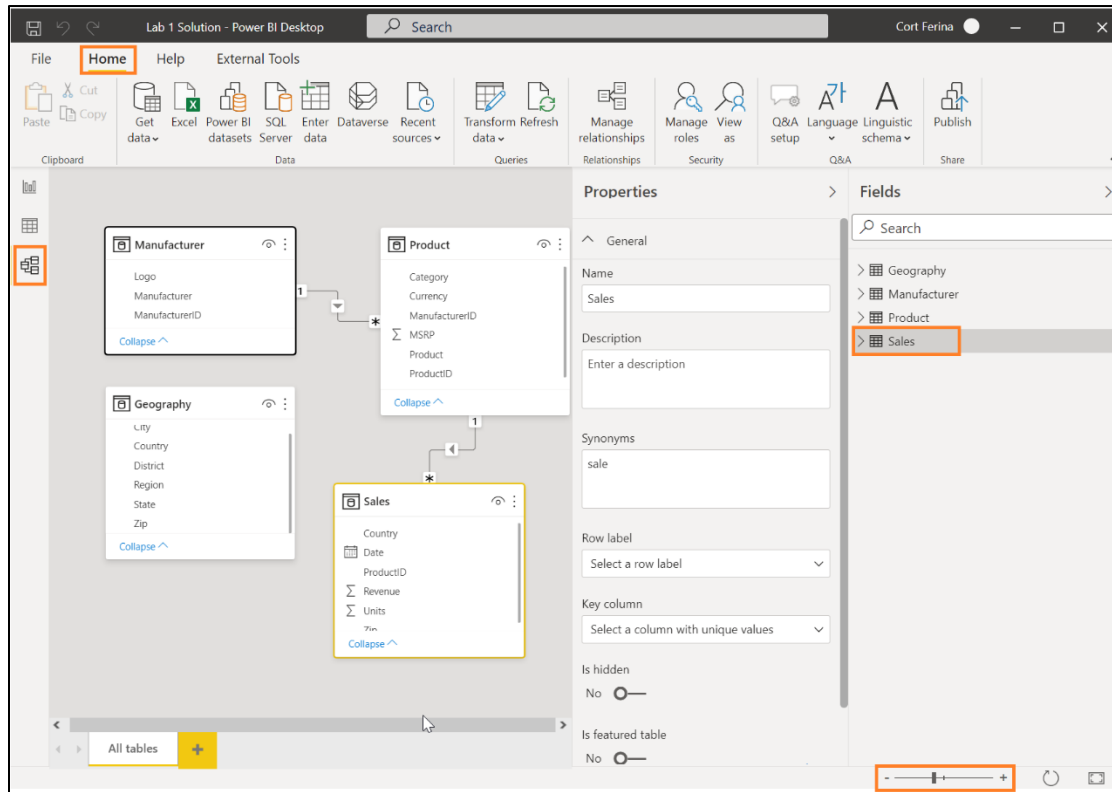 Lab 1 Solution - Power BI Desktop
Search
Cort Ferina
File Home Help External Tools
Paste
Cut
Copy
Get data
Excel
Power BI datasets
SQL Server
Enter data
Dataverse
Recent sources
Transform data
Refresh
Manage relationships
Manage roles
View as
Q&A setup
Language
Linguistic schema
Publish
Clipboard
Data
Queries
Relationships
Security
Q&A
Share
Manufacturer
Logo
Manufacturer
ManufacturerID
Collapse
1
*
Product
Category
Currency
ManufacturerID
Σ MSRP
Product
ProductID
Collapse
1
*
Geography
City
Country
District
Region
State
Zip
Collapse
Sales
Country
Date
ProductID
Σ Revenue
Σ Units
Zip
Collapse
All tables
+
Properties
General
Name
Sales
Description
Enter a description
Synonyms
sale
Row label
Select a row label
Key column
Select a column with unique values
Is hidden
No
Is featured table
No
Fields
Search
Geography
Manufacturer
Product
Sales
- +